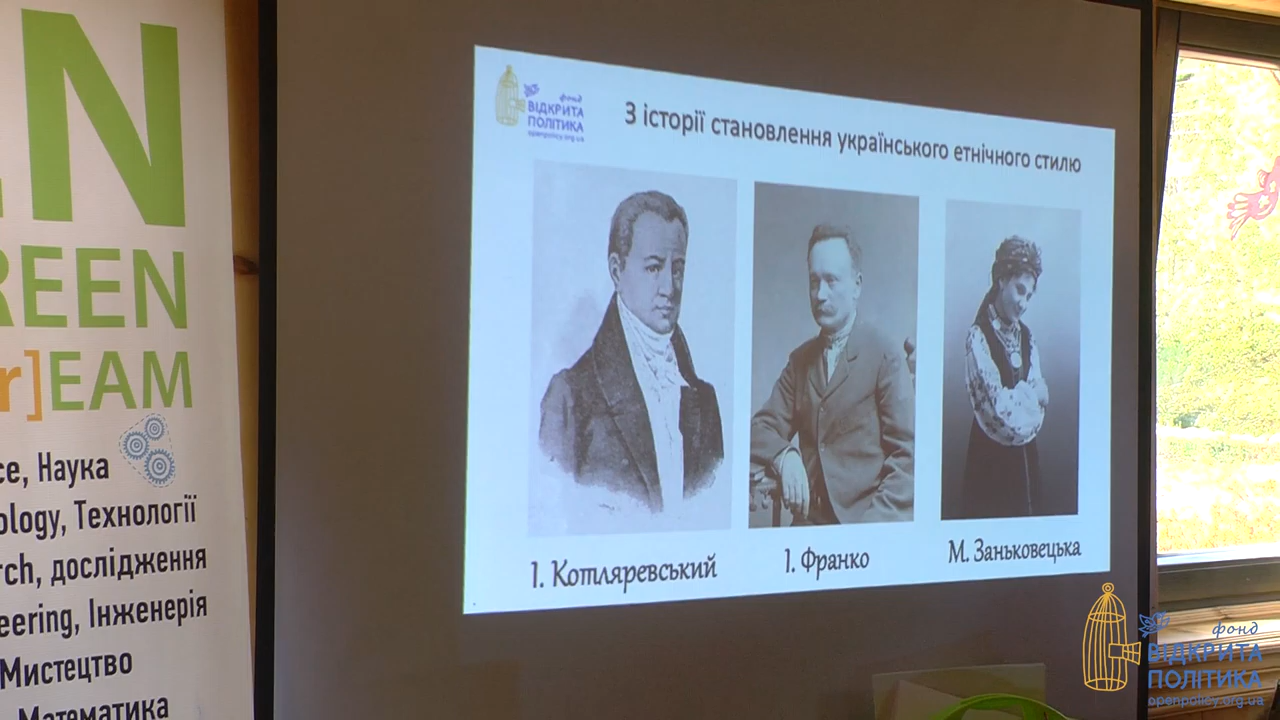 EN
REEN
r]EAM
ce, Наука
ology, Технології
rch, дослідження
eering, Інженерія
Мистецтво
Математика
фонд
ВІДКРИТА
ПОЛІТИКА
openpolicy.org.ua
З історії становлення українського етнічного стилю
І. Котляревський
І. Франко
М. Заньковецька
фонд
ВІДКРИТА
ПОЛІТИКА
openpolicy.org.ua